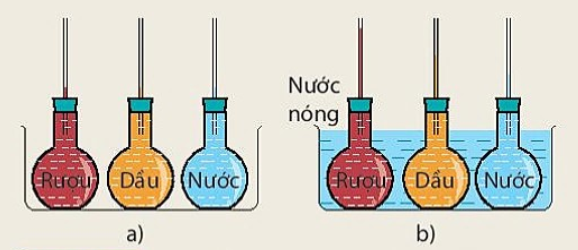 Nước
nóng
Rượu
Dầu
Nước
Rượu
Dầu
Nước
a)
b)